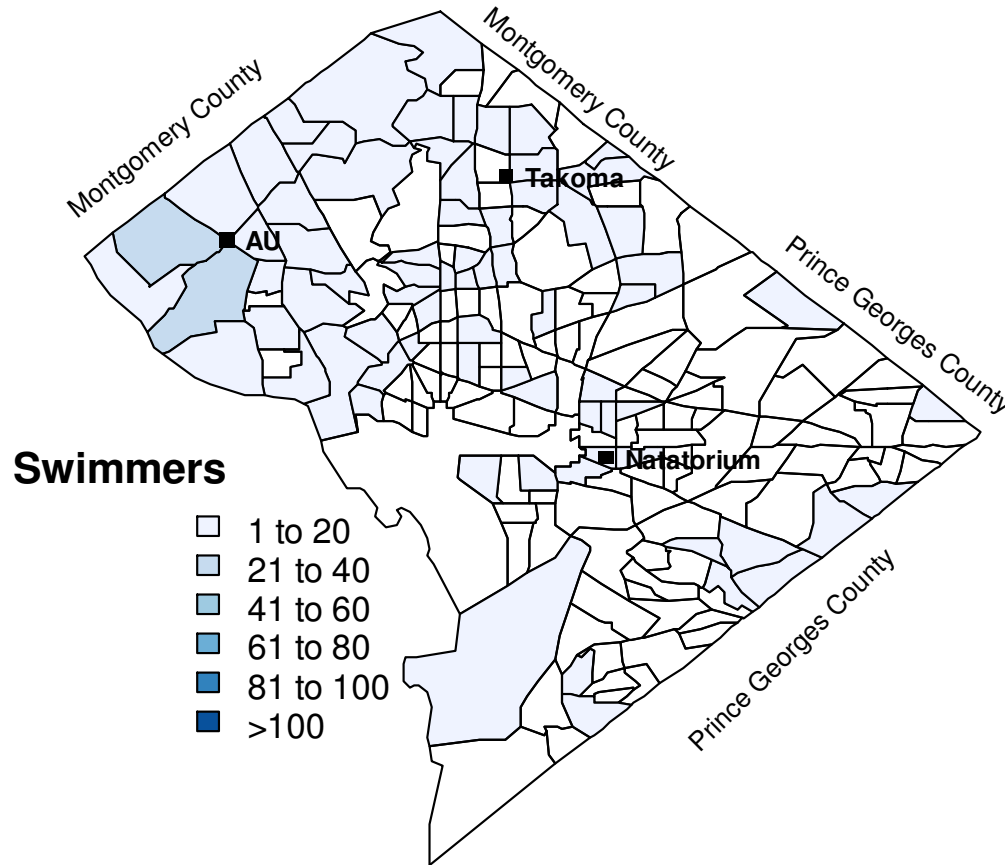 Montgomery County
Montgomery County
Takoma
AU
Prince Georges County
Natatorium
Swimmers
1 to 20
21 to 40
41 to 60
61 to 80
81 to 100
>100
Prince Georges County